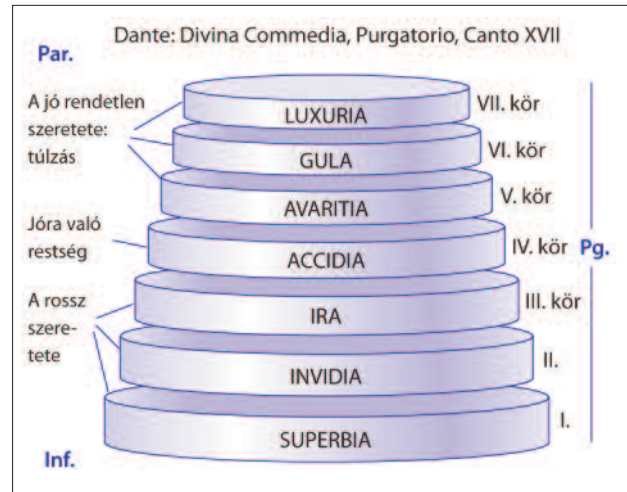 Dante: Divina Commedia, Purgatorio, Canto XVII
Par.
A jó rendetlen
szeretete:
túlzás
Jóra való
restség
A rossz
szere-
tete
Inf.
LUXURIA
GULA
AVARITIA
ACCIDIA
IRA
INVIDIA
SUPERBIA
VII. kör
VI. kör
V. kör
IV. kör
III. kör
II.
I.
Pg.